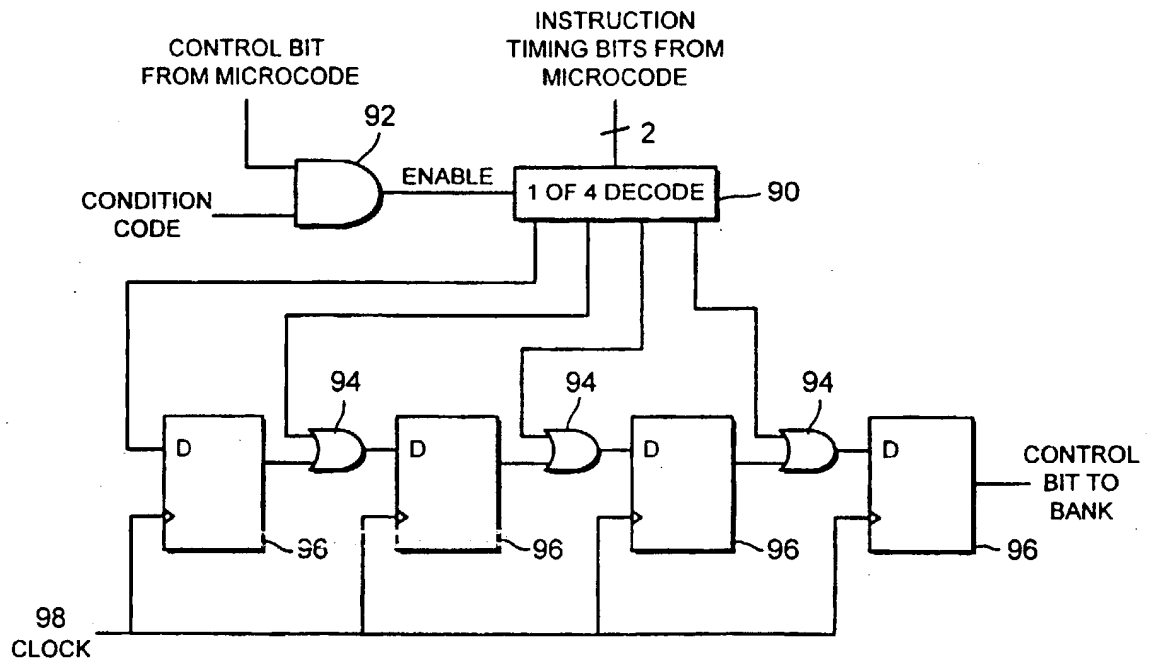 INSTRUCTION
TIMING BITS FROM
MICROCODE
CONTROL BIT
FROM MICROCODE
92
2
ENABLE
1 OF 4 DECODE
90
CONDITION
CODE
94
94
94
D
D
D
D
CONTROL
BIT TO
BANK
96
96
96
96
98
CLOCK